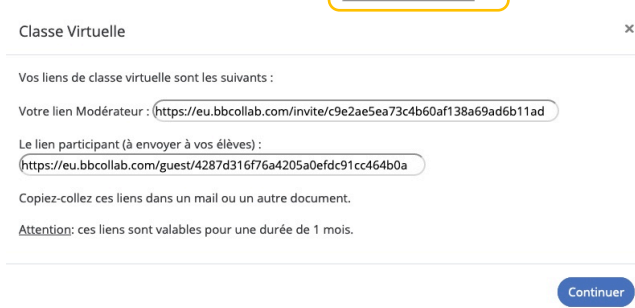 Classe Virtuelle
×
Vos liens de classe virtuelle sont les suivants :
Votre lien Modérateur : https://eu.bbcollab.com/invite/c9e2ae5ea73c4b60af138a69ad6b11ad
Le lien participant (à envoyer à vos élèves) :
https://eu.bbcollab.com/guest/4287d316f76a4205a0efdc91cc464b0a
Copiez-collez ces liens dans un mail ou un autre document.
Attention: ces liens sont valables pour une durée de 1 mois.
Continuer